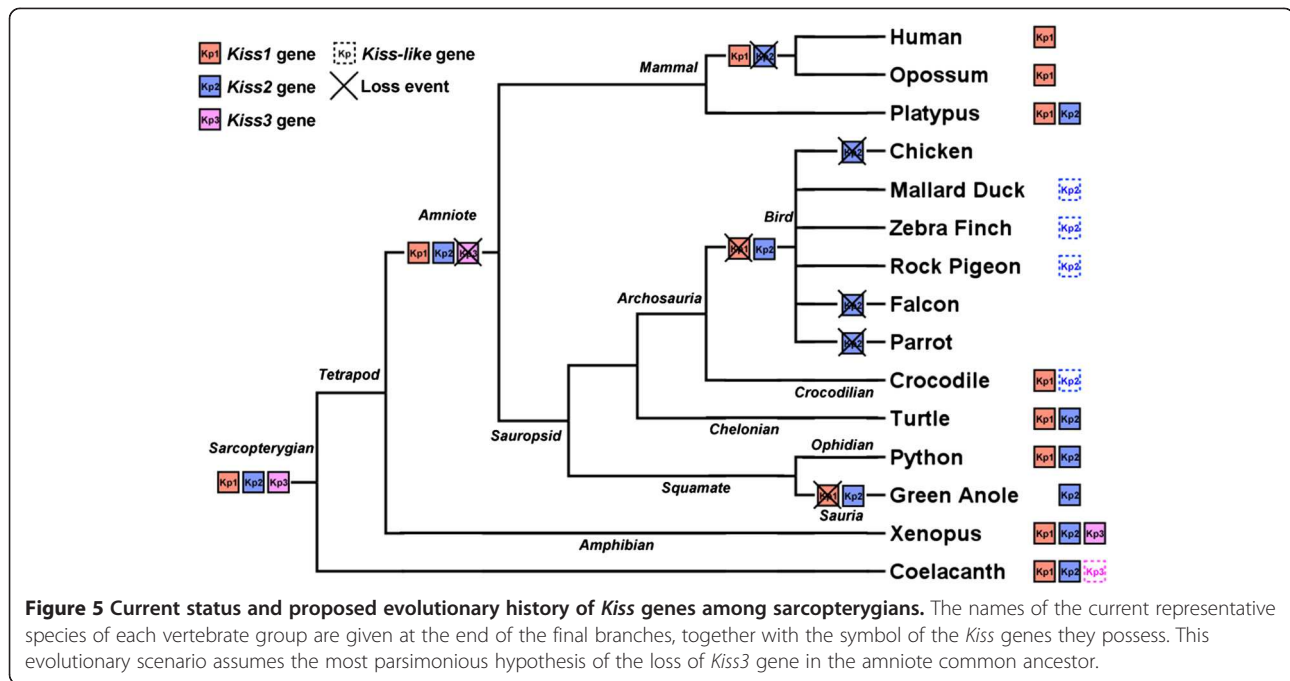 Kp1 Kiss1 gene Kp Kiss-like gene
Kp2 Kiss2 gene Loss event
Kp3 Kiss3 gene
Mammal
Kp1 Kp2
Human Kp1
Opossum Kp1
Platypus Kp1 Kp2
Kp2 Chicken
Amniote
Kp1 Kp2 Kp3
Bird
Kp1 Kp2
Mallard Duck Kp2
Zebra Finch Kp2
Rock Pigeon Kp2
Archosauria
Kp2 Falcon
Kp2 Parrot
Tetrapod
Crocodilian
Crocodile Kp1 Kp2
Chelonian
Turtle Kp1 Kp2
Sauropsid
Ophidian
Python Kp1 Kp2
Sarcopterygian
Kp1 Kp2 Kp3
Squamate
Kp1 Kp2 Green Anole Kp2
Sauria
Xenopus Kp1 Kp2 Kp3
Amphibian
Coelacanth Kp1 Kp2 Kp3
Figure 5 Current status and proposed evolutionary history of Kiss genes among sarcopterygians. The names of the current representative
species of each vertebrate group are given at the end of the final branches, together with the symbol of the Kiss genes they possess. This
evolutionary scenario assumes the most parsimonious hypothesis of the loss of Kiss3 gene in the amniote common ancestor.